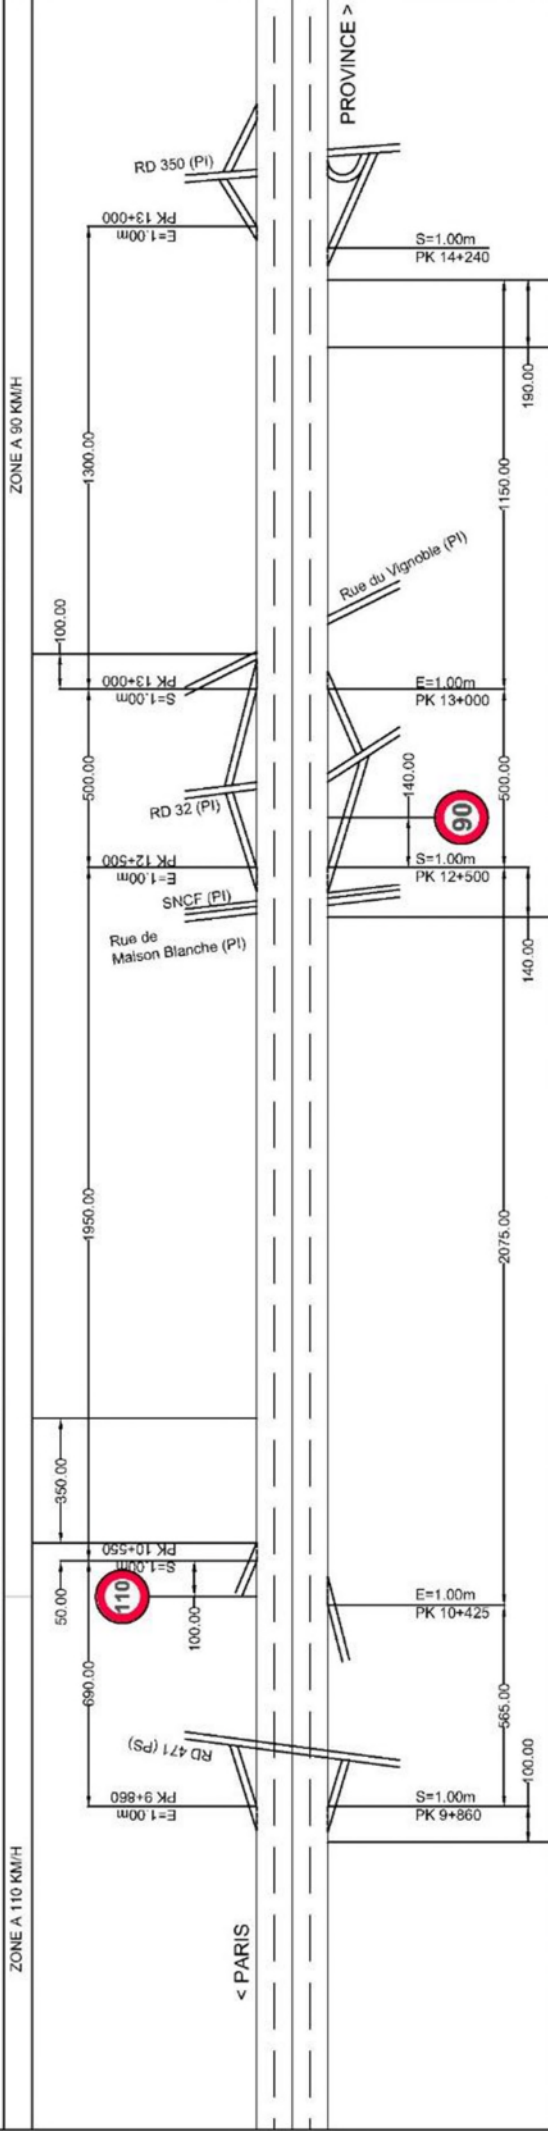 PROVINCE >
RD 350 (PI)
PK 13+000
E=1.00m
S=1.00m
PK 14+240
ZONE A 90 KM/H
190.00
1300.00
1150.00
Rue du Vignoble (PI)
100.00
PK 13+000
S=1.00m
E=1.00m
PK 13+000
500.00
140.00
500.00
RD 32 (PI)
90
PK 12+500
E=1.00m
S=1.00m
PK 12+500
SNCF (PI)
Rue de
Maison Blanche (PI)
140.00
1950.00
2075.00
350.00
PK 10+550
S=1.00m
50.00
110
100.00
E=1.00m
PK 10+425
690.00
565.00
RD 471 (PS)
100.00
PK 9+860
E=1.00m
S=1.00m
PK 9+860
ZONE A 110 KM/H
< PARIS